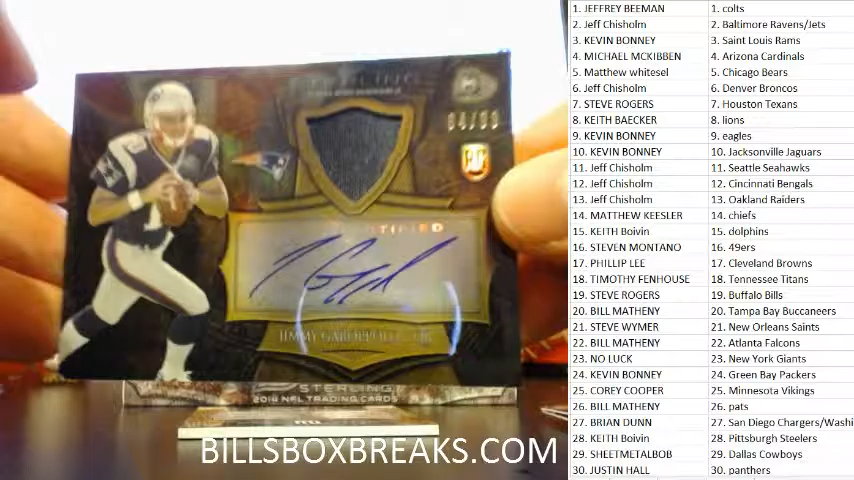 84/99
CERTIFIED
JIMMY GAROPPOLO, QB
STERLING
2014 NFL TRADING CARDS
BILLSBOXBREAKS.COM
1. JEFFREY BEEMAN
2. Jeff Chisholm
3. KEVIN BONNEY
4. MICHAEL MCKIBBEN
5. Matthew whitesel
6. Jeff Chisholm
7. STEVE ROGERS
8. KEITH BAECKER
9. KEVIN BONNEY
10. KEVIN BONNEY
11. Jeff Chisholm
12. Jeff Chisholm
13. Jeff Chisholm
14. MATTHEW KEESLER
15. KEITH Boivin
16. STEVEN MONTANO
17. PHILLIP LEE
18. TIMOTHY FENHOUSE
19. STEVE ROGERS
20. BILL MATHENY
21. STEVE WYMER
22. BILL MATHENY
23. NO LUCK
24. KEVIN BONNEY
25. COREY COOPER
26. BILL MATHENY
27. BRIAN DUNN
28. KEITH Boivin
29. SHEETMETALBOB
30. JUSTIN HALL
1. colts
2. Baltimore Ravens/Jets
3. Saint Louis Rams
4. Arizona Cardinals
5. Chicago Bears
6. Denver Broncos
7. Houston Texans
8. lions
9. eagles
10. Jacksonville Jaguars
11. Seattle Seahawks
12. Cincinnati Bengals
13. Oakland Raiders
14. chiefs
15. dolphins
16. 49ers
17. Cleveland Browns
18. Tennessee Titans
19. Buffalo Bills
20. Tampa Bay Buccaneers
21. New Orleans Saints
22. Atlanta Falcons
23. New York Giants
24. Green Bay Packers
25. Minnesota Vikings
26. pats
27. San Diego Chargers/Washi
28. Pittsburgh Steelers
29. Dallas Cowboys
30. panthers